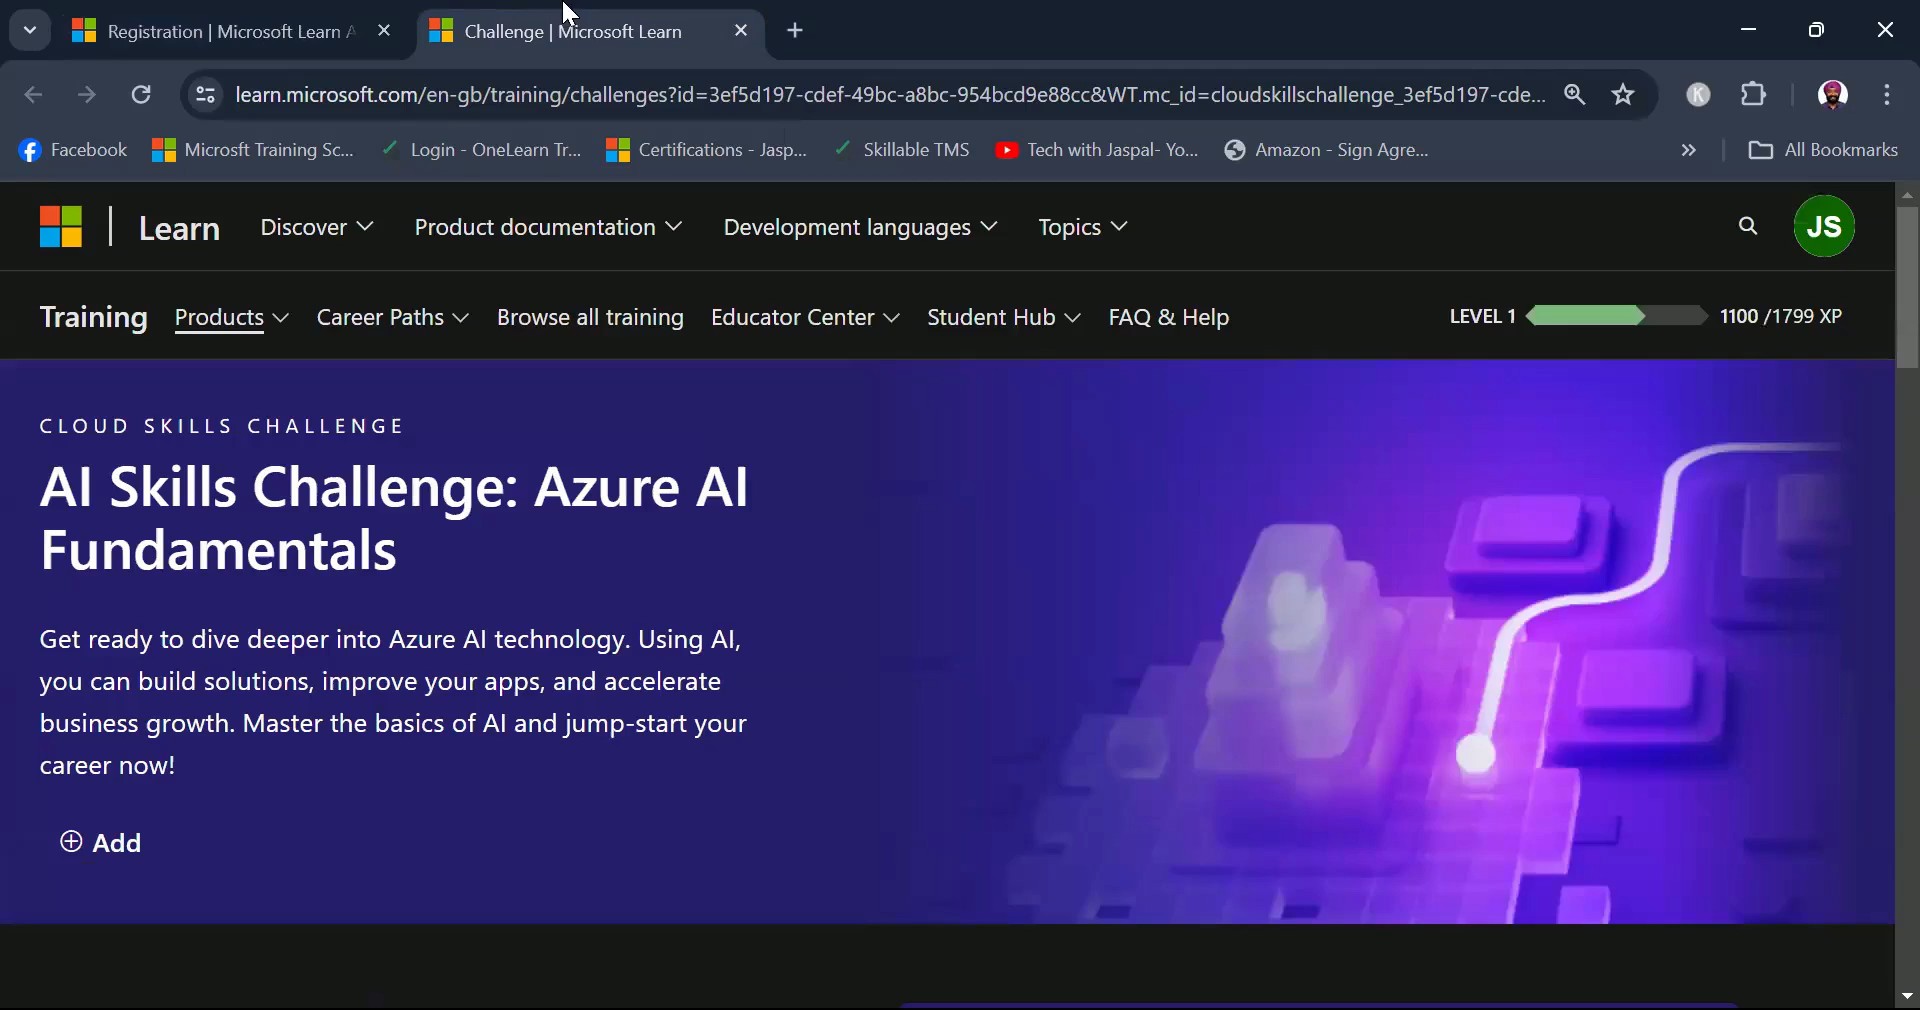 Registration | Microsoft Learn A
Challenge | Microsoft Learn
learn.microsoft.com/en-gb/training/challenges?id=3ef5d197-cdef-49bc-a8bc-954bcd9e88cc&WT.mc_id=cloudskillschallenge_3ef5d197-cde...
K
Facebook
Microsft Training Sc...
Login - OneLearn Tr...
Certifications - Jasp...
Skillable TMS
Tech with Jaspal- Yo...
Amazon - Sign Agre...
All Bookmarks
Learn
Discover
Product documentation
Development languages
Topics
JS
Training
Products
Career Paths
Browse all training
Educator Center
Student Hub
FAQ & Help
LEVEL 1
1100 /1799 XP
CLOUD SKILLS CHALLENGE
AI Skills Challenge: Azure AI
Fundamentals
Get ready to dive deeper into Azure AI technology. Using AI,
you can build solutions, improve your apps, and accelerate
business growth. Master the basics of AI and jump-start your
career now!
Add